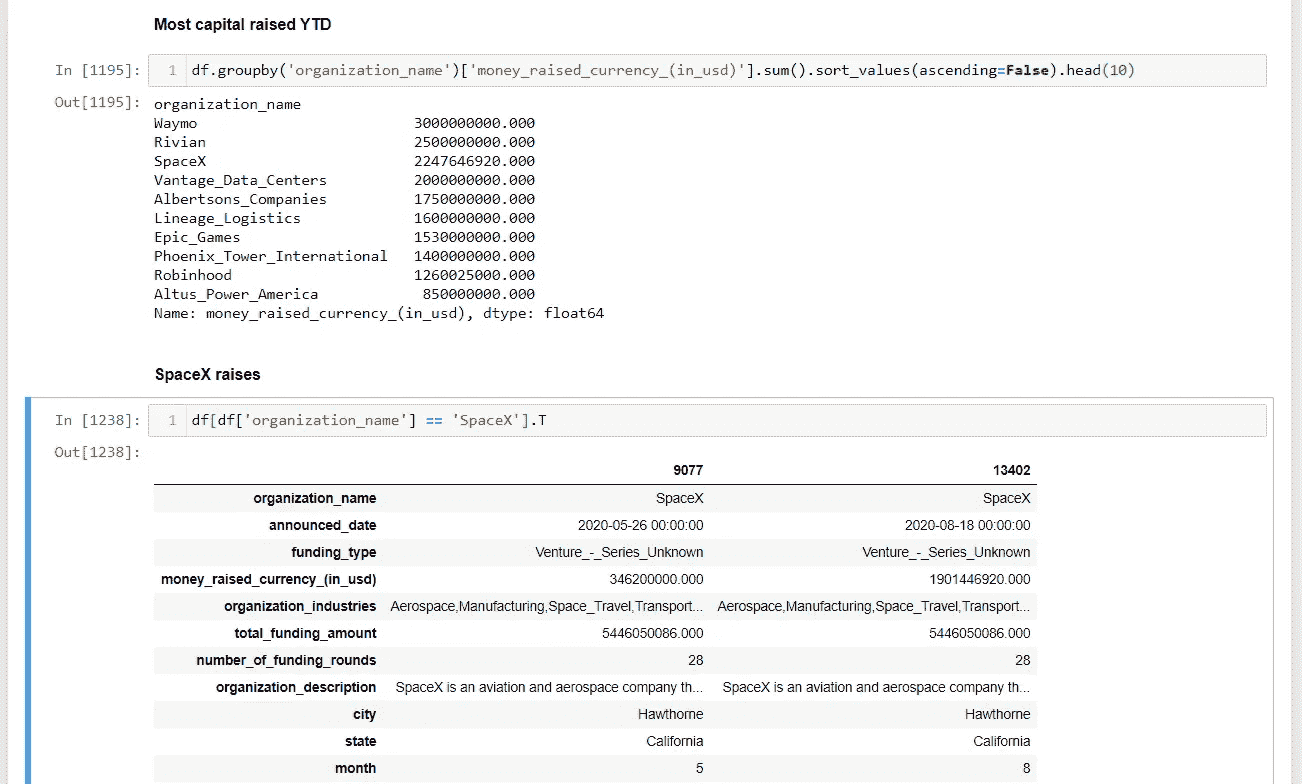 Most capital raised YTD
In [1195]: 1 df.groupby('organization_name')['money_raised_currency_(in_usd)'].sum().sort_values(ascending=False).head(10)
Out[1195]: organization_name
Waymo 3000000000.000
Rivian 2500000000.000
SpaceX 2247646920.000
Vantage_Data_Centers 2000000000.000
Albertsons_Companies 1750000000.000
Lineage_Logistics 1600000000.000
Epic_Games 1530000000.000
Phoenix_Tower_International 1400000000.000
Robinhood 1260025000.000
Altus_Power_America 850000000.000
Name: money_raised_currency_(in_usd), dtype: float64
SpaceX raises
In [1238]: 1 df[df['organization_name'] == 'SpaceX'].T
Out[1238]:
9077 13402
organization_name SpaceX SpaceX
announced_date 2020-05-26 00:00:00 2020-08-18 00:00:00
funding_type Venture_-_Series_Unknown Venture_-_Series_Unknown
money_raised_currency_(in_usd) 346200000.000 1901446920.000
organization_industries Aerospace,Manufacturing,Space_Travel,Transport... Aerospace,Manufacturing,Space_Travel,Transport...
total_funding_amount 5446050086.000 5446050086.000
number_of_funding_rounds 28 28
organization_description SpaceX is an aviation and aerospace company th... SpaceX is an aviation and aerospace company th...
city Hawthorne Hawthorne
state California California
month 5 8